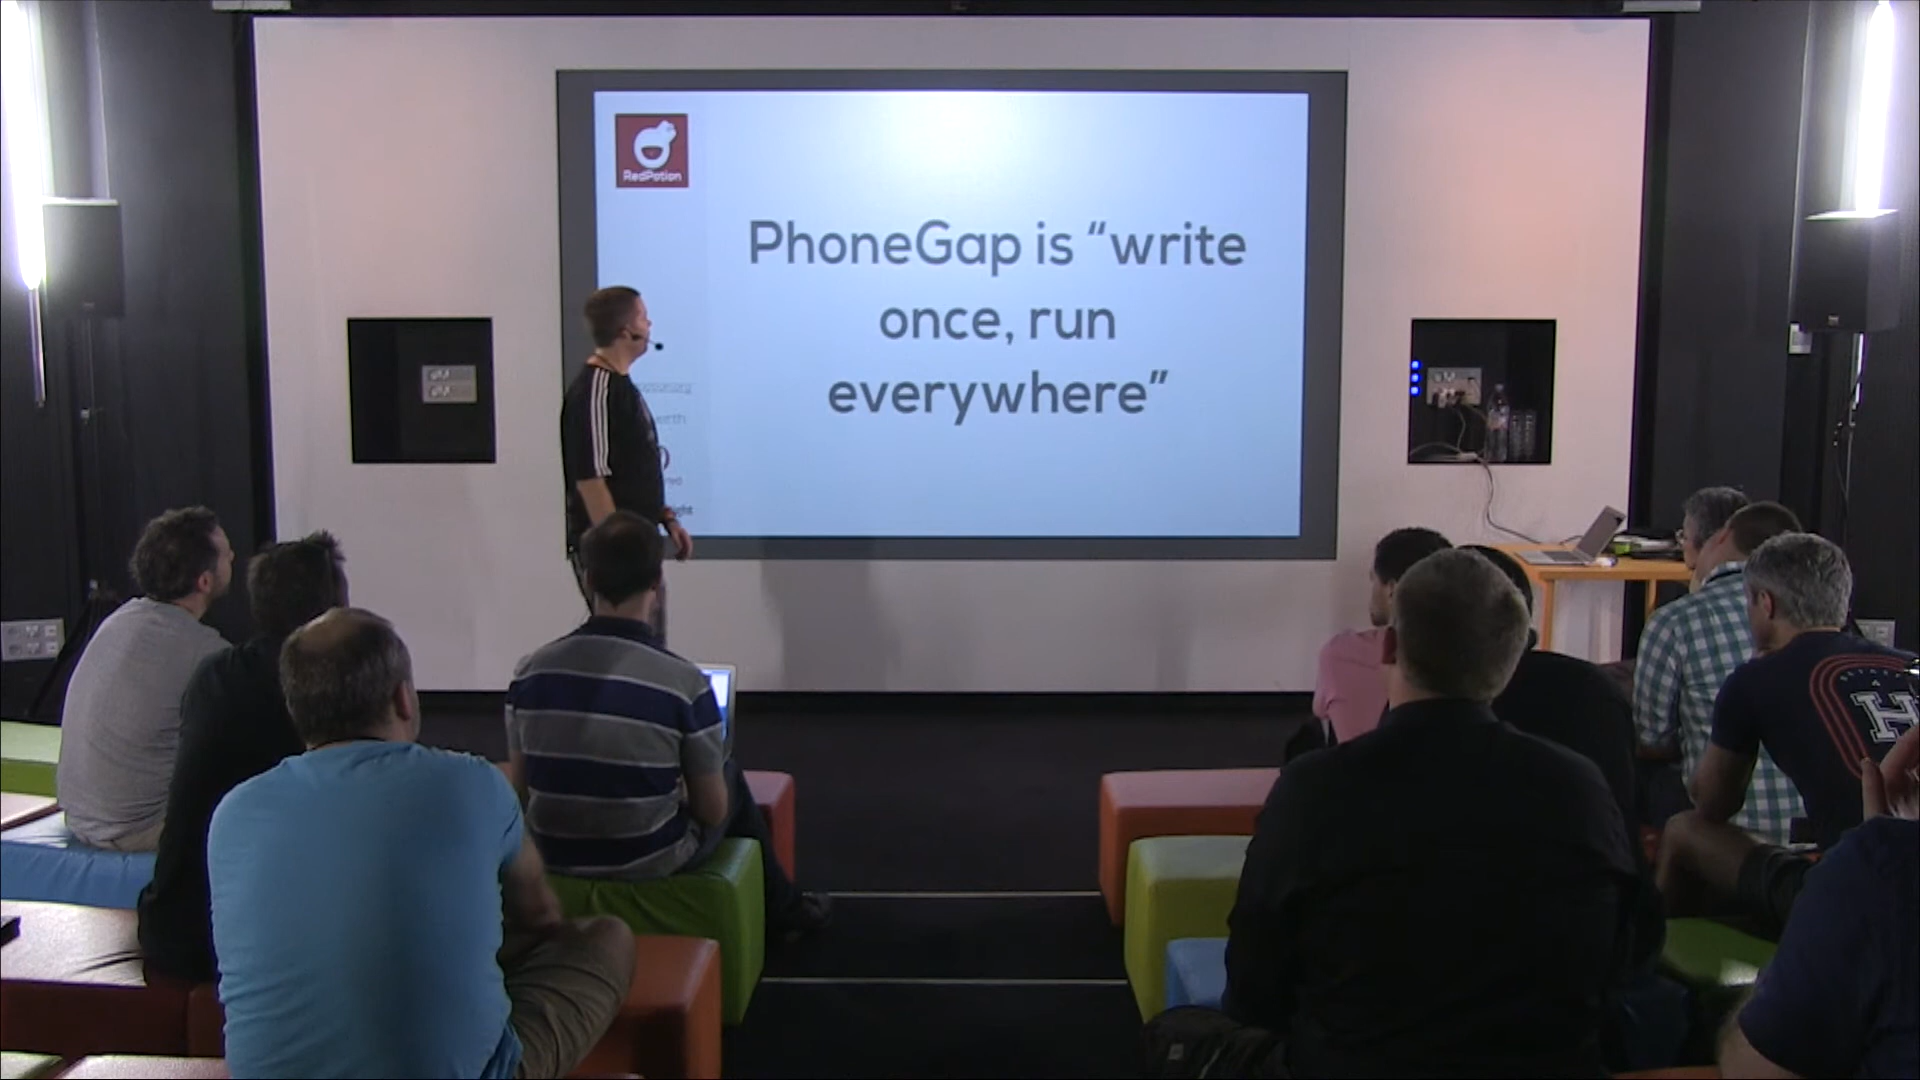 RedPotion
PhoneGap is “write
once, run
everywhere”
H